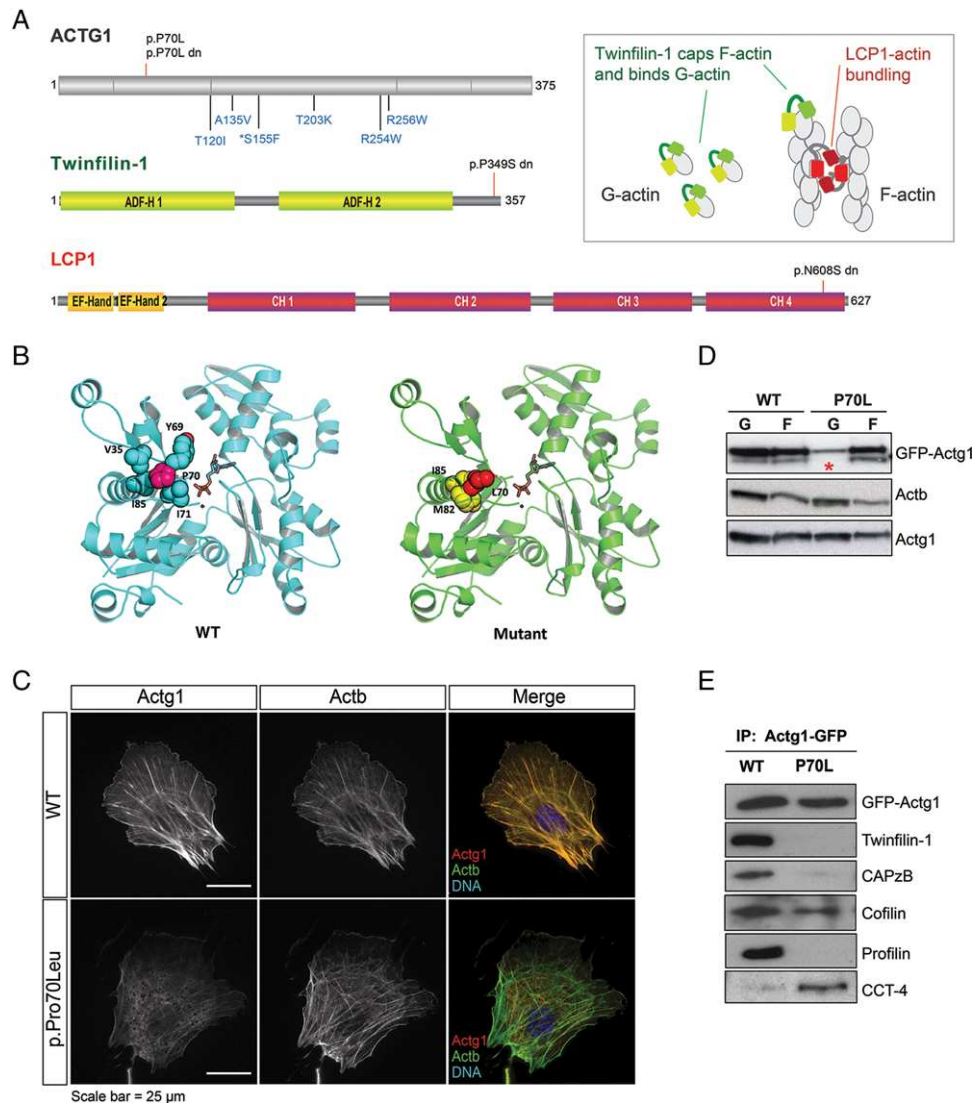 A
ACTG1
p.P70L
p.P70L dn
1
375
T120I
A135V
*S155F
T203K
R254W
R256W
Twinfilin-1
p.P349S dn
1
ADF-H 1
ADF-H 2
357
LCP1
p.N608S dn
1
EF-Hand 1
EF-Hand 2
CH 1
CH 2
CH 3
CH 4
627
Twinfilin-1 caps F-actin
and binds G-actin
LCP1-actin
bundling
G-actin
F-actin
B
V35
Y69
P70
I85
I71
WT
I85
L70
M82
Mutant
C
Actg1
Actb
Merge
WT
Actg1
Actb
DNA
p.Pro70Leu
Actg1
Actb
DNA
Scale bar = 25 µm
D
WT
P70L
G
F
G
F
GFP-Actg1
*
Actb
Actg1
E
IP: Actg1-GFP
WT
P70L
GFP-Actg1
Twinfilin-1
CAPzB
Cofilin
Profilin
CCT-4